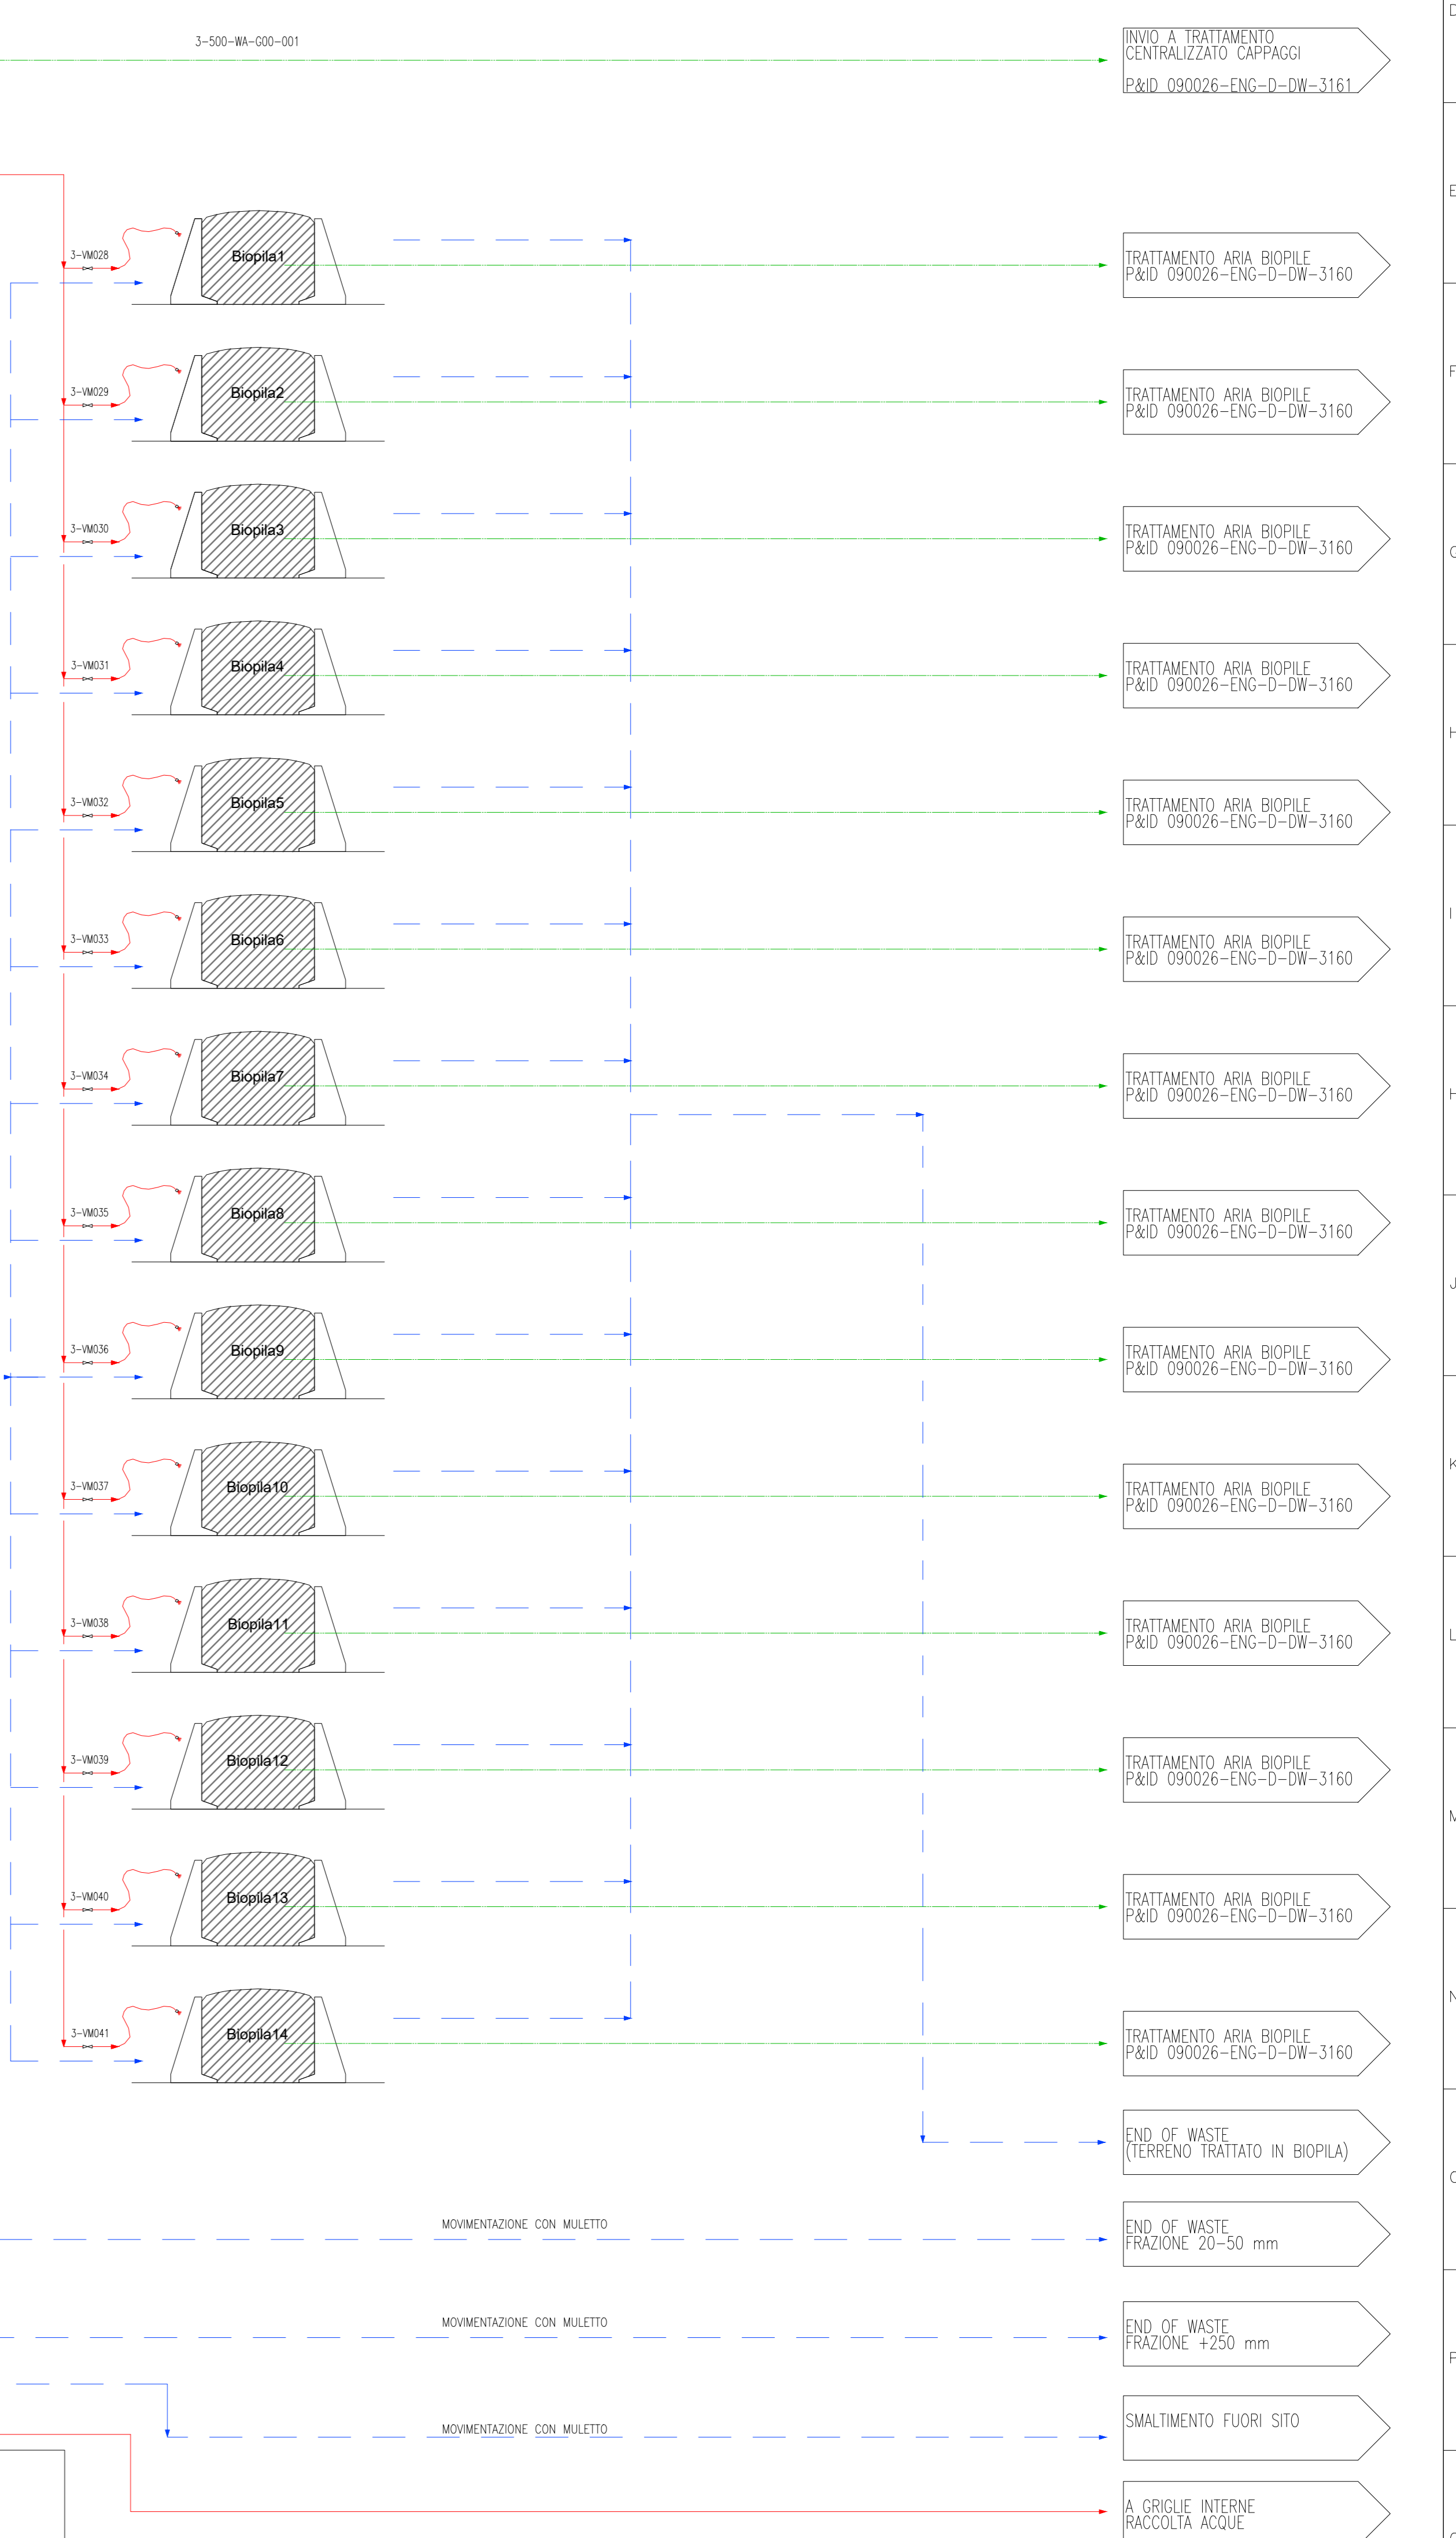 3-500-WA-G00-001
INVIO A TRATTAMENTO
CENTRALIZZATO CAPPAGGI
P&ID 090026-ENG-D-DW-3161
D
E
3-VM028
Biopila1
TRATTAMENTO ARIA BIOPILE
P&ID 090026-ENG-D-DW-3160
F
3-VM029
Biopila2
TRATTAMENTO ARIA BIOPILE
P&ID 090026-ENG-D-DW-3160
3-VM030
Biopila3
TRATTAMENTO ARIA BIOPILE
P&ID 090026-ENG-D-DW-3160
3-VM031
Biopila4
TRATTAMENTO ARIA BIOPILE
P&ID 090026-ENG-D-DW-3160
H
3-VM032
Biopila5
TRATTAMENTO ARIA BIOPILE
P&ID 090026-ENG-D-DW-3160
I
3-VM033
Biopila6
TRATTAMENTO ARIA BIOPILE
P&ID 090026-ENG-D-DW-3160
3-VM034
Biopila7
TRATTAMENTO ARIA BIOPILE
P&ID 090026-ENG-D-DW-3160
H
3-VM035
Biopila8
TRATTAMENTO ARIA BIOPILE
P&ID 090026-ENG-D-DW-3160
J
3-VM036
Biopila9
TRATTAMENTO ARIA BIOPILE
P&ID 090026-ENG-D-DW-3160
K
3-VM037
Biopila10
TRATTAMENTO ARIA BIOPILE
P&ID 090026-ENG-D-DW-3160
3-VM038
Biopila11
TRATTAMENTO ARIA BIOPILE
P&ID 090026-ENG-D-DW-3160
L
3-VM039
Biopila12
TRATTAMENTO ARIA BIOPILE
P&ID 090026-ENG-D-DW-3160
M
3-VM040
Biopila13
TRATTAMENTO ARIA BIOPILE
P&ID 090026-ENG-D-DW-3160
N
3-VM041
Biopila14
TRATTAMENTO ARIA BIOPILE
P&ID 090026-ENG-D-DW-3160
END OF WASTE
(TERRENO TRATTATO IN BIOPILA)
MOVIMENTAZIONE CON MULETTO
END OF WASTE
FRAZIONE 20-50 mm
MOVIMENTAZIONE CON MULETTO
END OF WASTE
FRAZIONE +250 mm
P
MOVIMENTAZIONE CON MULETTO
SMALTIMENTO FUORI SITO
A GRIGLIE INTERNE
RACCOLTA ACQUE